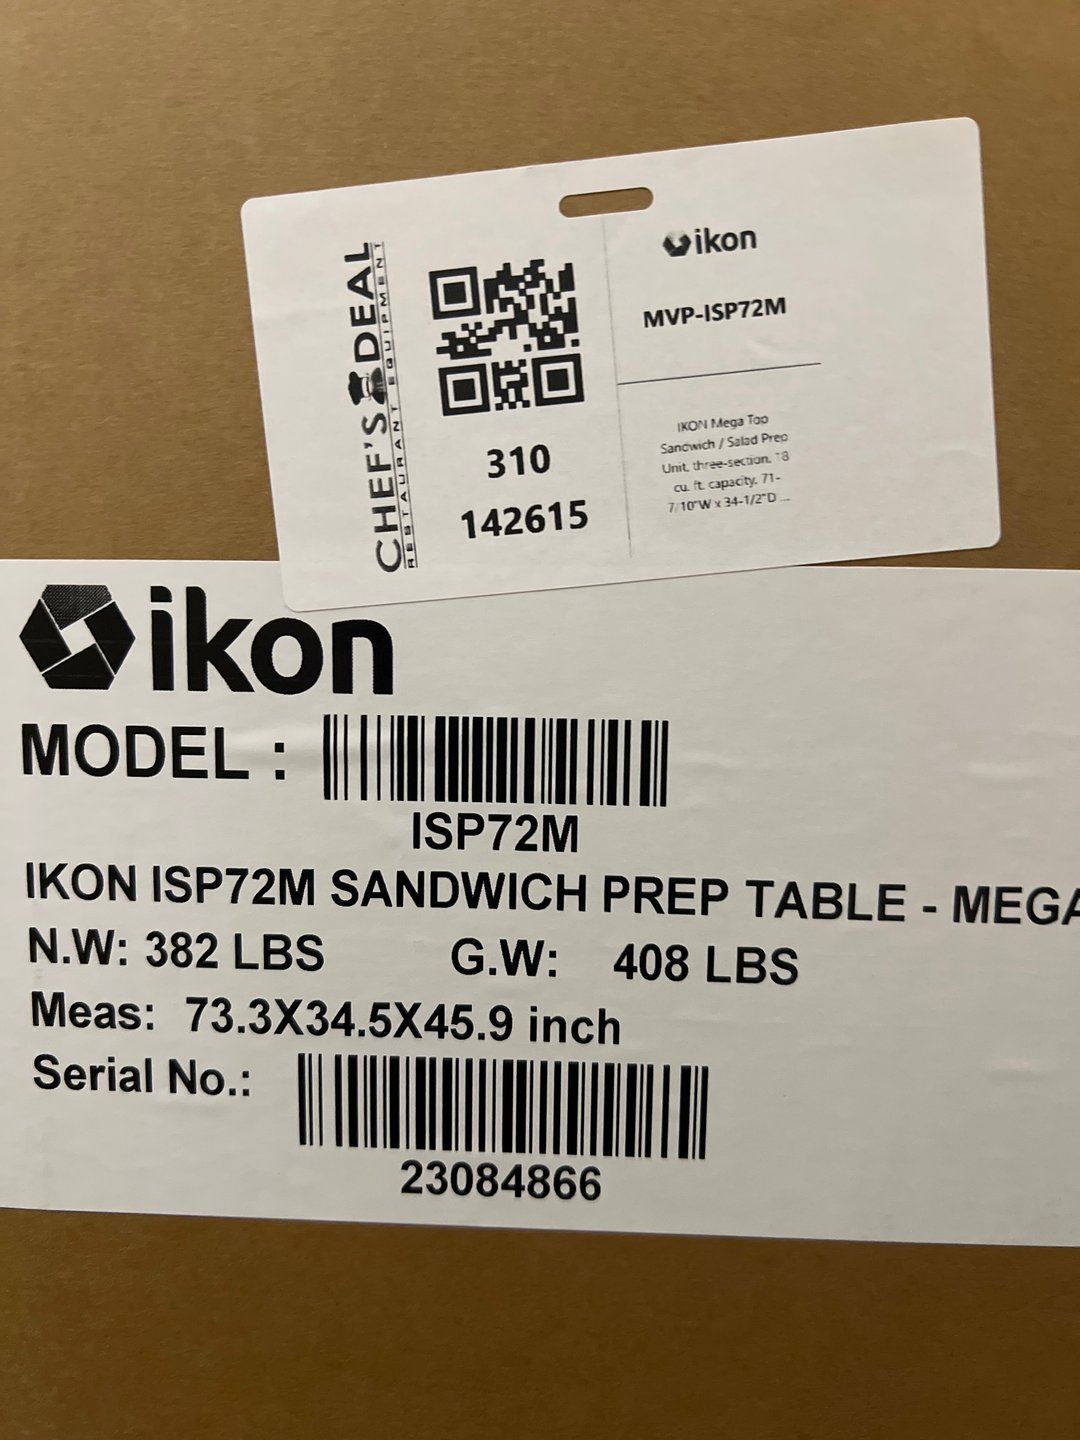 CHEF'S DEAL
RESTAURANT EQUIPMENT
310
142615
ikon
MVP-ISP72M
IKON Mega Top
Sandwich / Salad Prep
Unit, three-section, 18
cu. ft. capacity, 71-
7/10"W x 34-1/2"D ...
ikon
MODEL :
ISP72M
IKON ISP72M SANDWICH PREP TABLE - MEGA
N.W: 382 LBS G.W: 408 LBS
Meas: 73.3X34.5X45.9 inch
Serial No.:
23084866